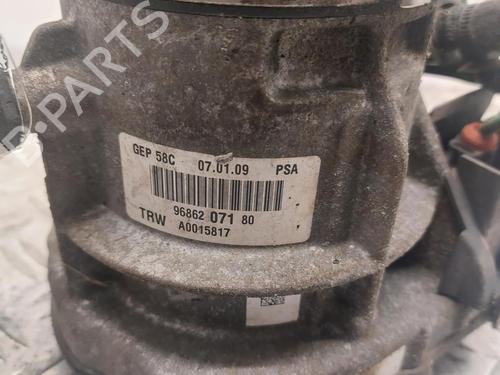 B-PARTS
GEP 58C 07.01.09 PSA
96862 071 80
TRW A0015817